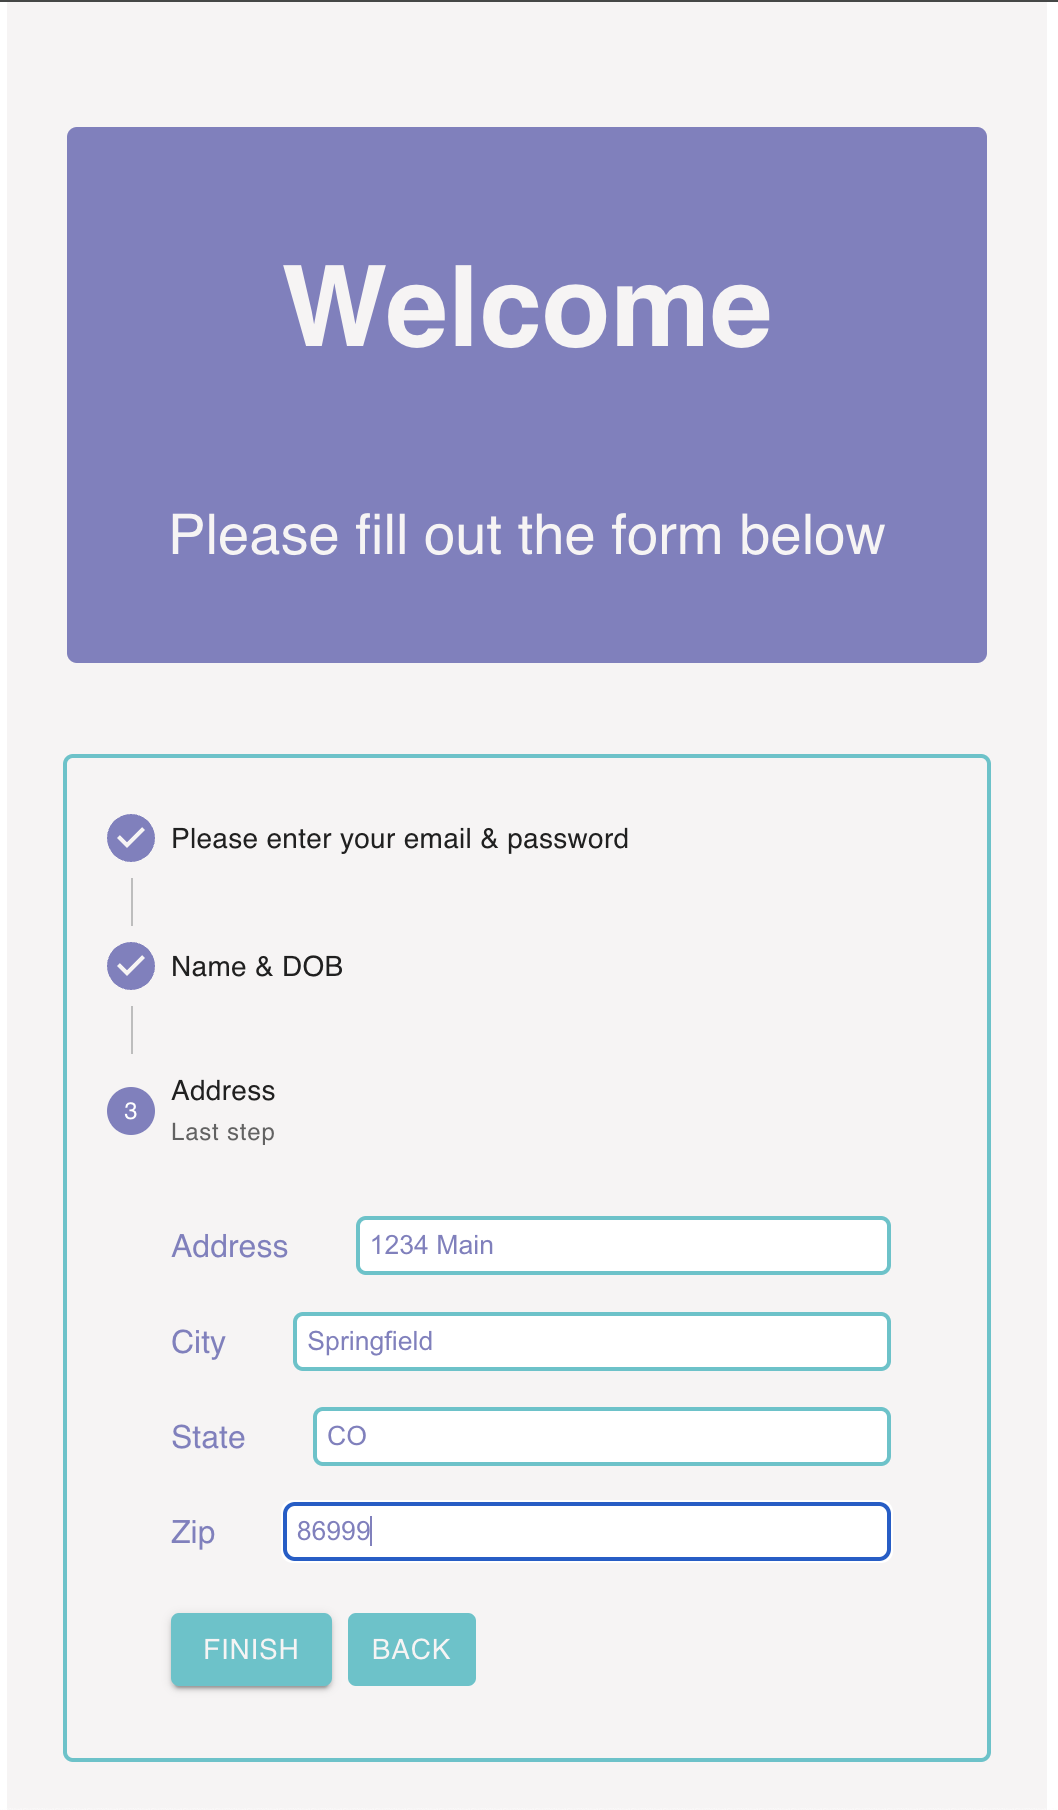 Welcome
Please fill out the form below
Please enter your email & password
Name & DOB
3
Address
Last step
Address
1234 Main
City
Springfield
State
CO
Zip
86999
FINISH
BACK